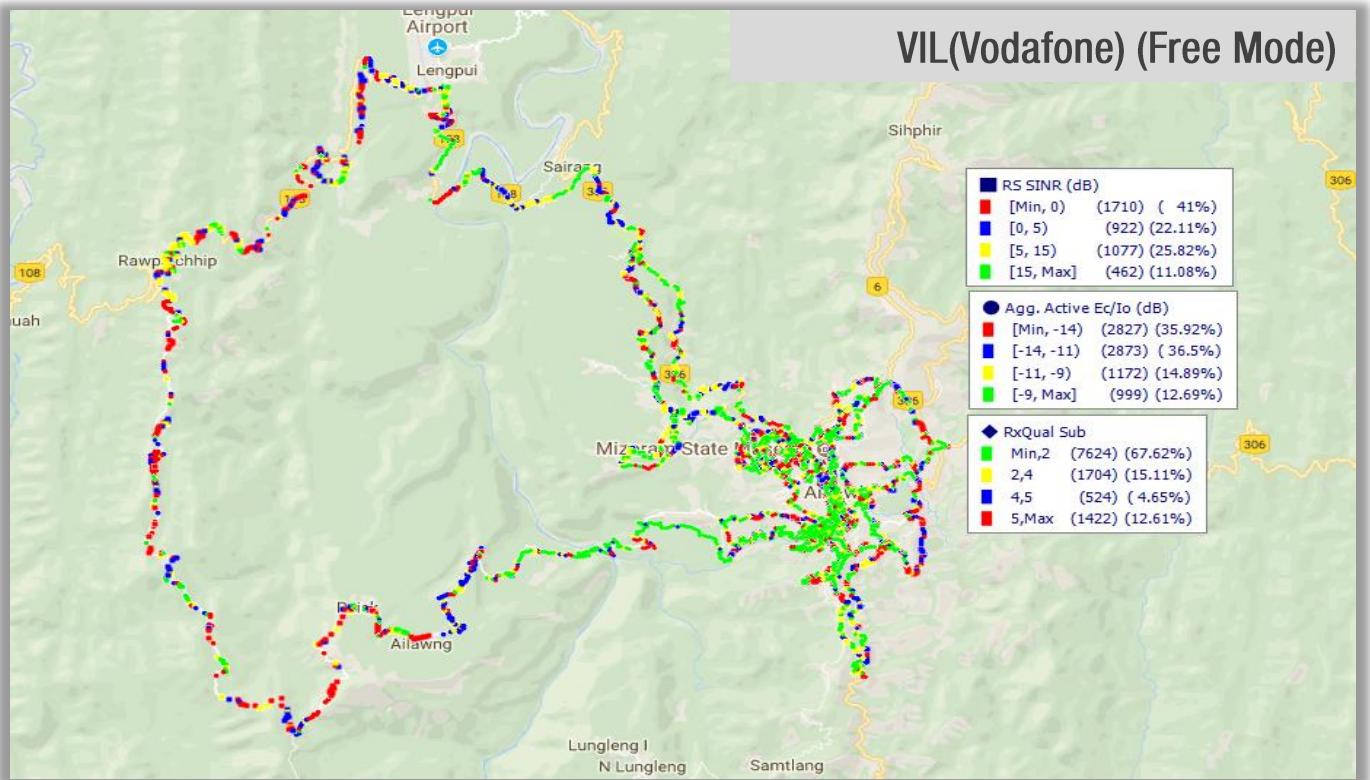 Lengpui
Airport
VIL(Vodafone) (Free Mode)
Lengpui
Sihphir
Sairang
306
RS SINR (dB)
[Min, 0) (1710) ( 41%)
[0, 5) (922) (22.11%)
[5, 15) (1077) (25.82%)
[15, Max] (462) (11.08%)
108
6
Agg. Active Ec/Io (dB)
[Min, -14) (2827) (35.92%)
[-14, -11) (2873) ( 36.5%)
[-11, -9) (1172) (14.89%)
[-9, Max] (999) (12.69%)
uah
RxQual Sub
Min,2 (7624) (67.62%)
2,4 (1704) (15.11%)
4,5 (524) ( 4.65%)
5,Max (1422) (12.61%)
306
State
Ailawng
Lungleng I
N Lungleng
Samtlang